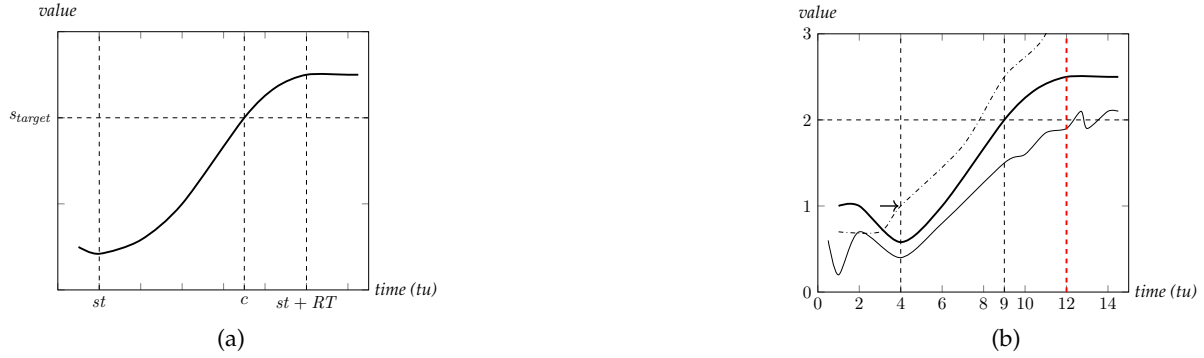 value
s_target
st
c
st + RT
time (tu)
(a)
value
3
2
1
0
0 2 4 6 8 9 10 12 14
time (tu)
(b)